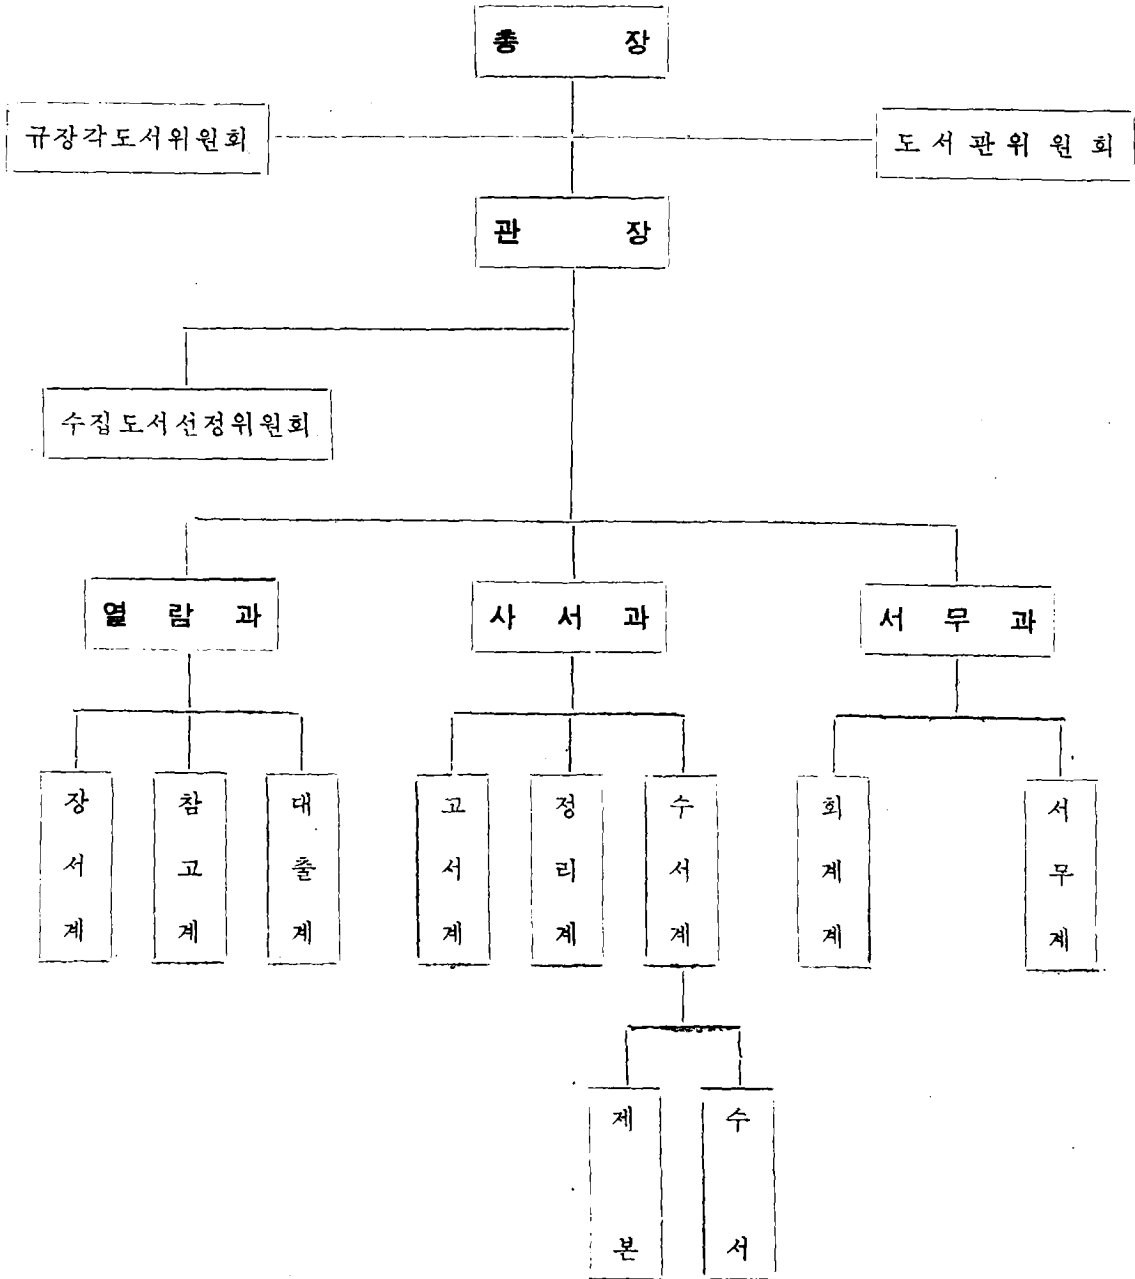 총 장
규장각도서위원회
도서관위원회
관 장
수집도서선정위원회
열 람 과
사 서 과
서 무 과
장서계
참고계
대출계
고서계
정리계
수서계
회계계
서무계
제본
수서